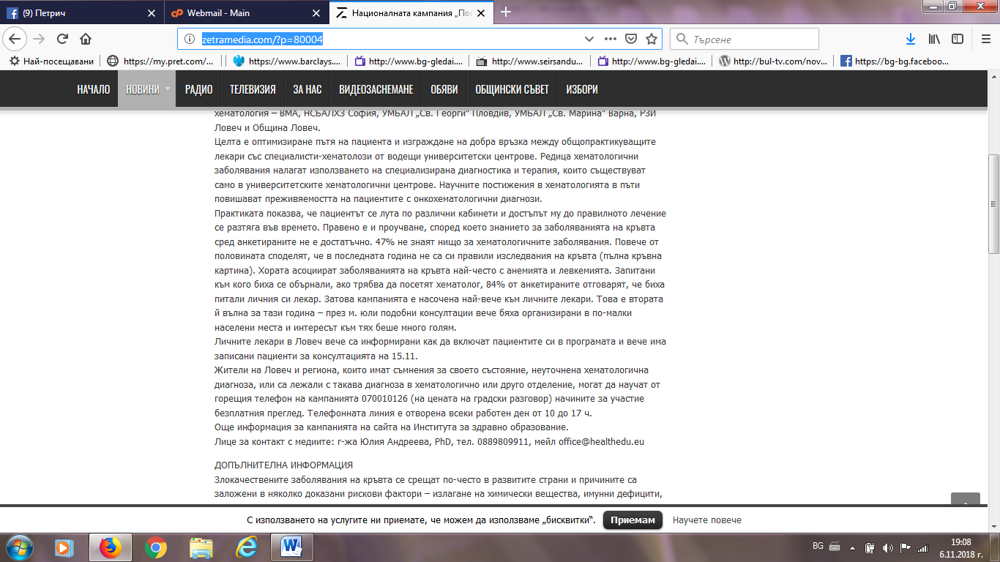 (9) Петрич
Webmail - Main
Националната кампания „Пог
zetramedia.com/?p=80004
Търсене
Най-посещавани
https://my.pret.com/...
https://www.barclays....
http://www.bg-gledai....
http://www.seirsandu...
http://www.bg-gledai....
http://bul-tv.com/nov...
https://bg-bg.faceboo...
НАЧАЛО
НОВИНИ
РАДИО
ТЕЛЕВИЗИЯ
ЗА НАС
ВИДЕОЗАСНЕМАНЕ
ОБЯВИ
ОБЩИНСКИ СЪВЕТ
ИЗБОРИ
хематология – ВМА, НСБАЛХЗ София, УМБАЛ „Св. Георги" Пловдив, УМБАЛ „Св. Марина" Варна, РЗИ
Ловеч и Община Ловеч.
Целта е оптимизиране пътя на пациента и изграждане на добра връзка между общопрактикуващите
лекари със специалисти-хематолози от водещи университетски центрове. Редица хематологични
заболявания налагат използването на специализирана диагностика и терапия, които съществуват
само в университетските хематологични центрове. Научните постижения в хематологията в пъти
повишават преживяемостта на пациентите с онкохематологични диагнози.
Практиката показва, че пациентът се лута по различни кабинети и достъпът му до правилното лечение
се разтяга във времето. Правено е и проучване, според което знанието за заболяванията на кръвта
сред анкетираните не е достатъчно. 47% не знаят нищо за хематологичните заболявания. Повече от
половината споделят, че в последната година не са си правили изследвания на кръвта (пълна кръвна
картина). Хората асоциират заболяванията на кръвта най-често с анемията и левкемията. Запитани
към кого биха се обърнали, ако трябва да посетят хематолог, 84% от анкетираните отговарят, че биха
питали личния си лекар. Затова кампанията е насочена най-вече към личните лекари. Това е втората
й вълна за тази година – през м. юли подобни консултации вече бяха организирани в по-малки
населени места и интересът към тях беше много голям.
Личните лекари в Ловеч вече са информирани как да включат пациентите си в програмата и вече има
записани пациенти за консултацията на 15.11.
Жители на Ловеч и региона, които имат съмнения за своето състояние, неуточнена хематологична
диагноза, или са лежали с такава диагноза в хематологично или друго отделение, могат да научат от
горещия телефон на кампанията 070010126 (на цената на градски разговор) начините за участие
безплатния преглед. Телефонната линия е отворена всеки работен ден от 10 до 17 ч.
Още информация за кампанията на сайта на Института за здравно образование.
Лице за контакт с медиите: г-жа Юлия Андреева, PhD, тел. 0889809911, мейл office@healthedu.eu
ДОПЪЛНИТЕЛНА ИНФОРМАЦИЯ
Злокачествените заболявания на кръвта се срещат по-често в развитите страни и причините са
заложени в няколко доказани рискови фактори – излагане на химически вещества, имунни дефицити,
С използването на услугите ни приемате, че можем да използваме „бисквитки“.
Приемам
Научете повече
BG
19:08
6.11.2018 г.